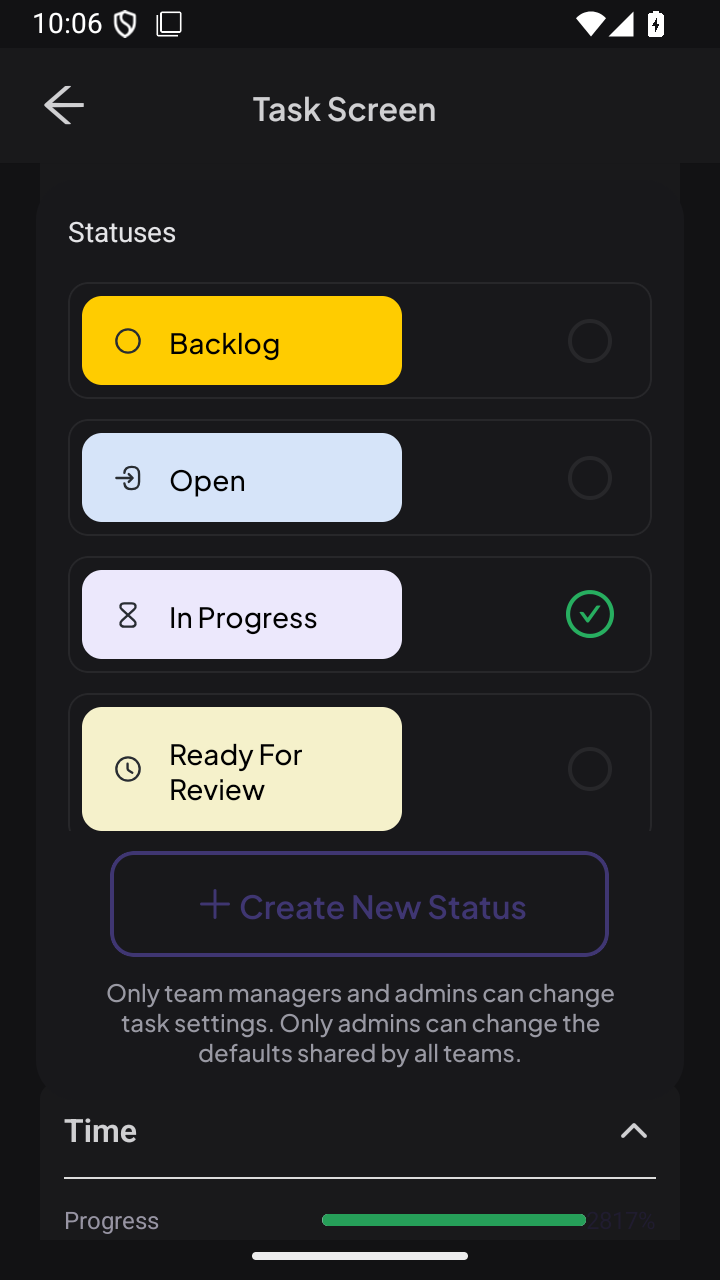 10:06
Task Screen
Statuses
Backlog
Open
In Progress
Ready For
Review
Create New Status
Only team managers and admins can change
task settings. Only admins can change the
defaults shared by all teams.
Time
Progress 2817%